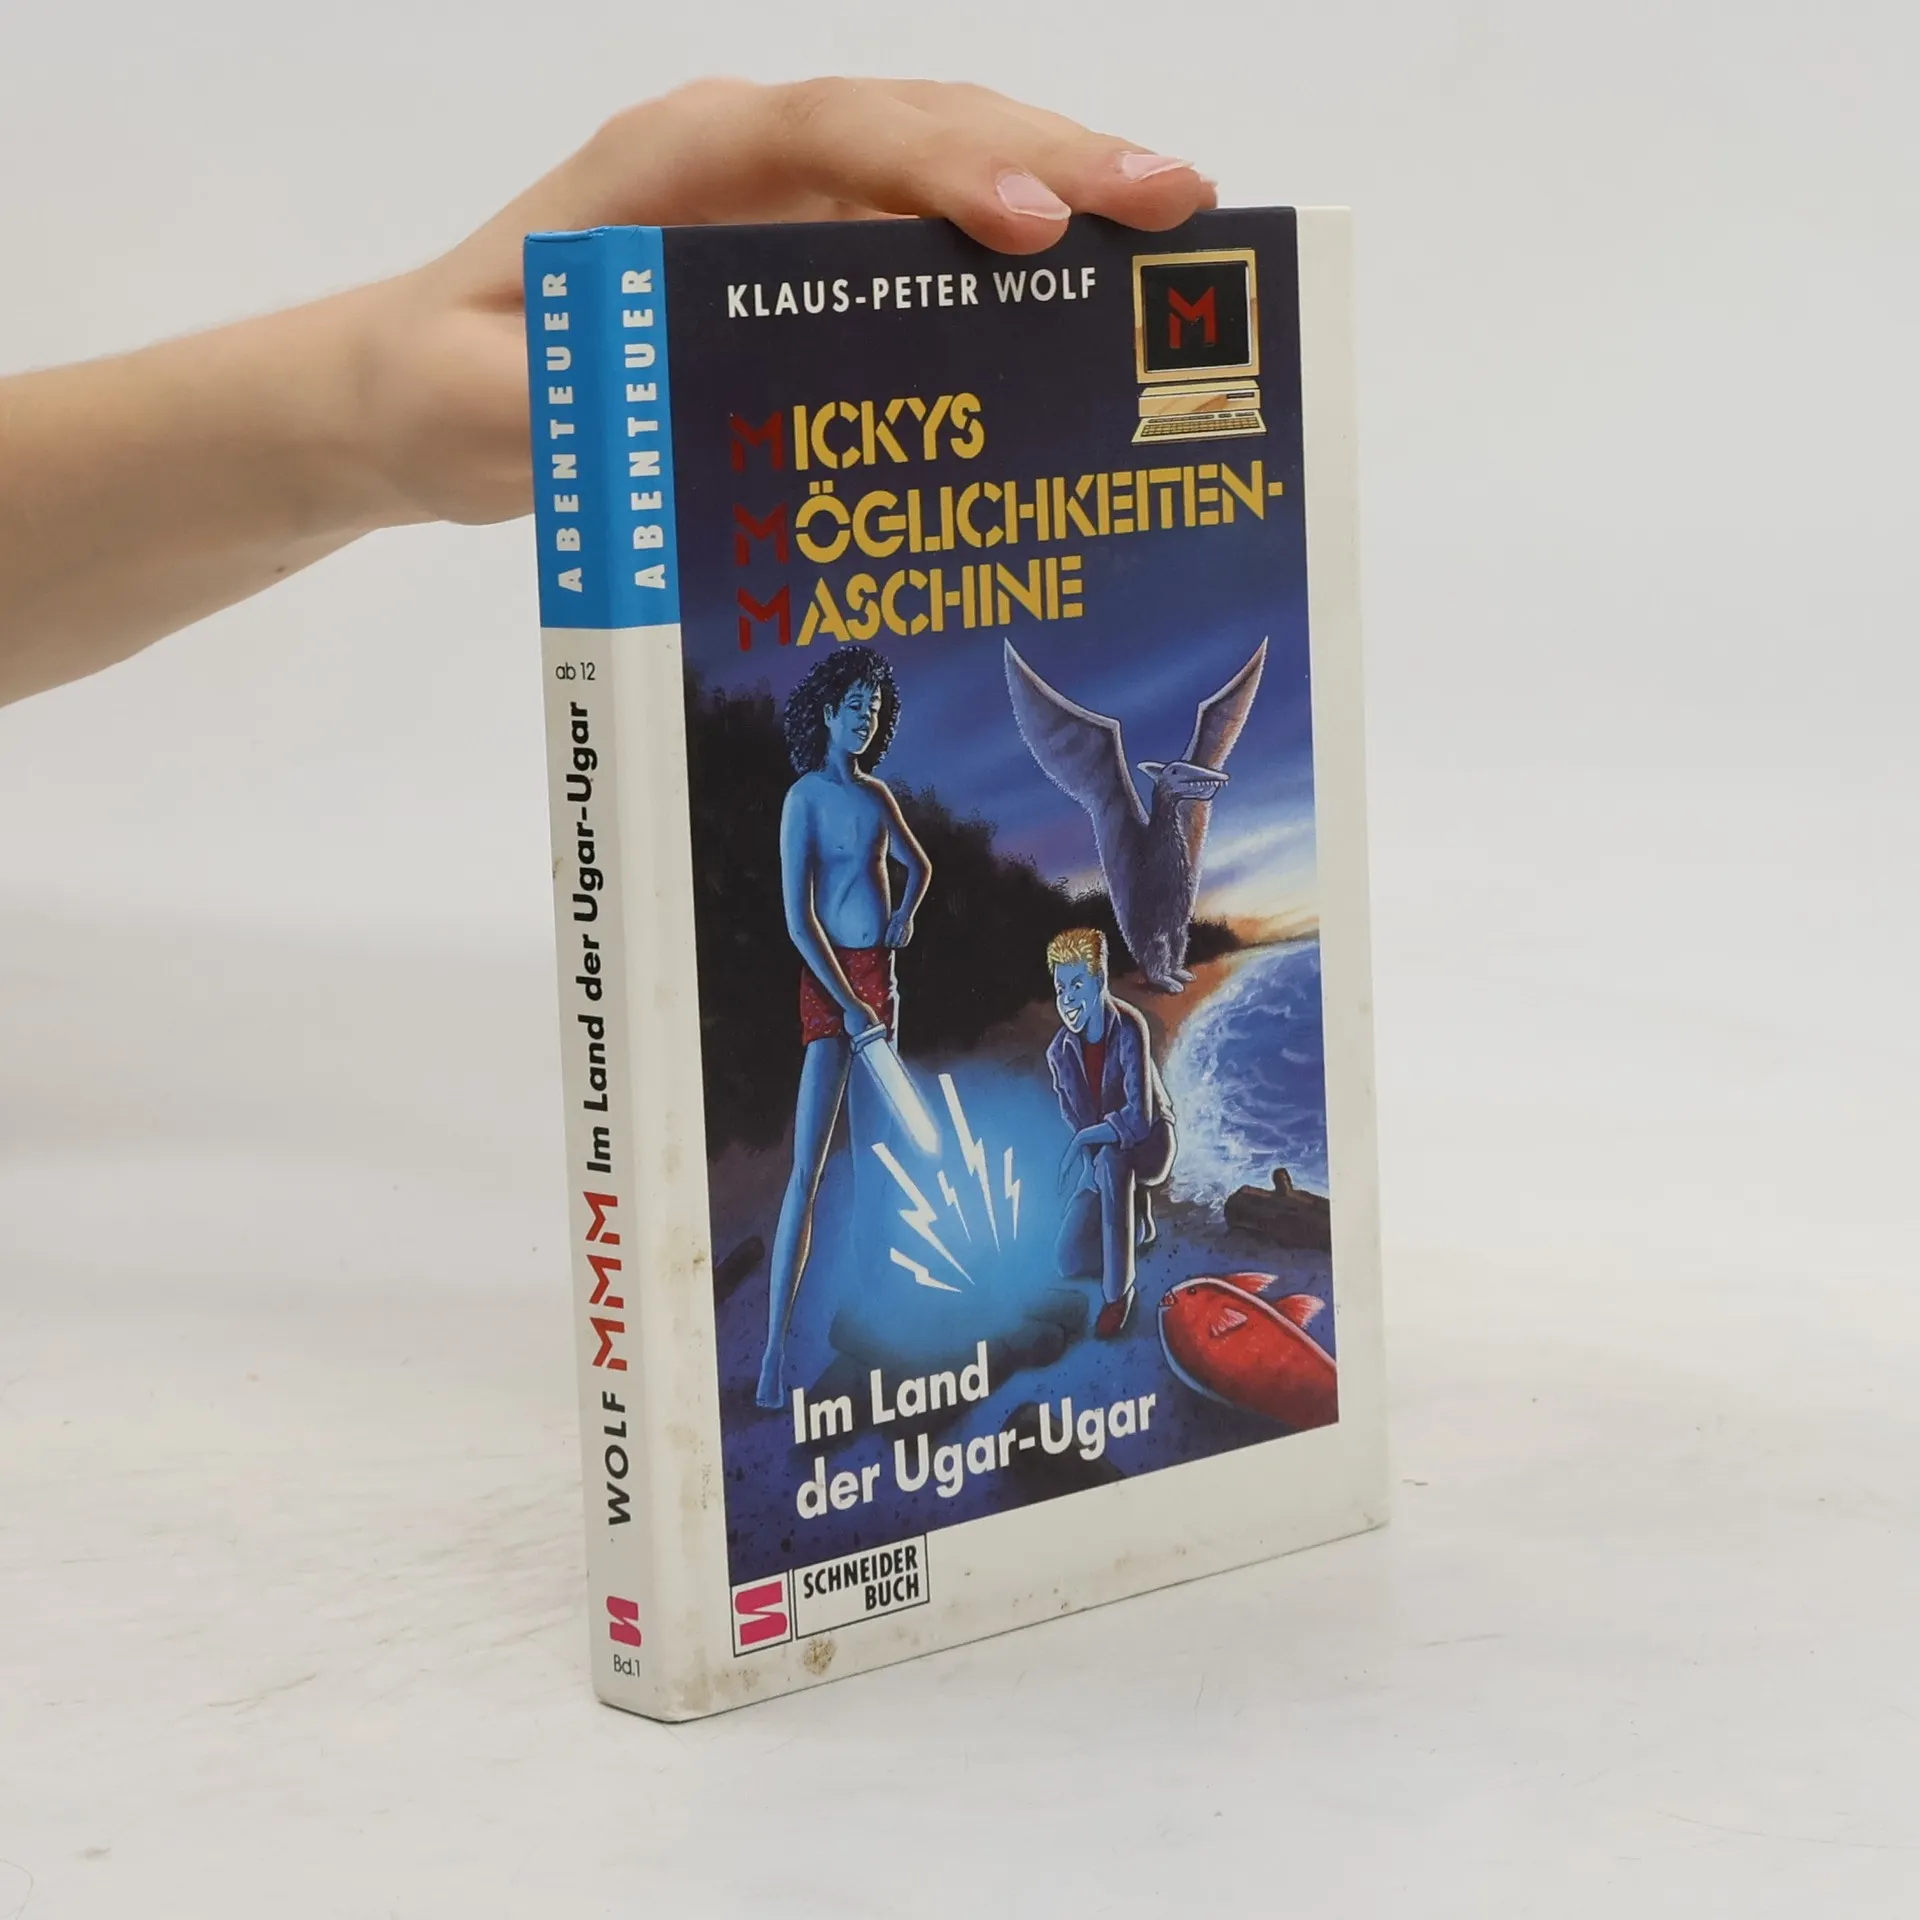 ABENTEUER
ab 12
WOLF MMM Im Land der Ugar-Ugar
Bd.1
ABENTEUER
KLAUS-PETER WOLF
M
MICKYS
MÖGLICHKEITEN-
MASCHINE
Im Land
der Ugar-Ugar
SCHNEIDER
BUCH